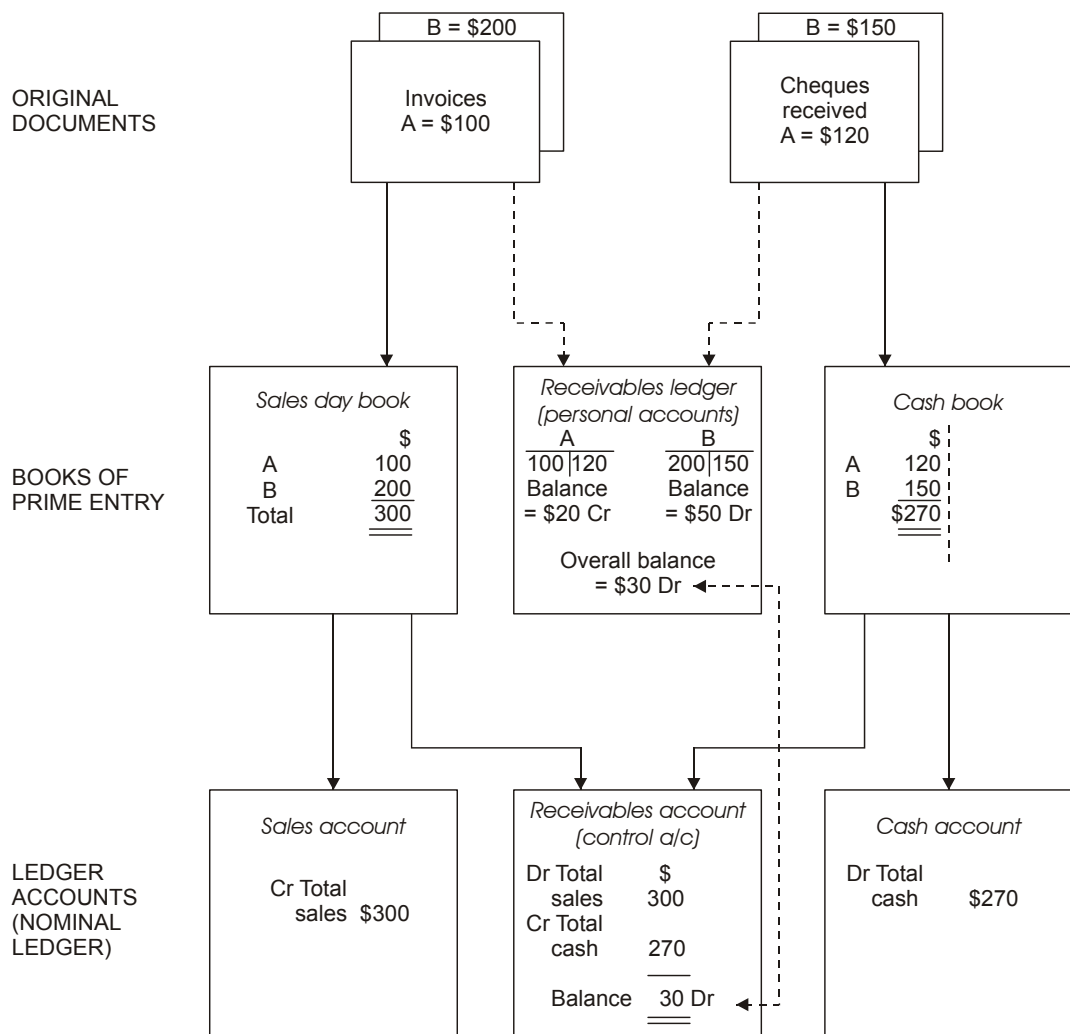 B = $200
Invoices
A = $100
B = $150
Cheques
received
A = $120
ORIGINAL
DOCUMENTS
BOOKS OF
PRIME ENTRY
Sales day book
$
A 100
B 200
Total 300
Receivables ledger
(personal accounts)
A B
100 120 200 150
Balance Balance
= $20 Cr = $50 Dr
Overall balance
= $30 Dr
Cash book
$
A 120
B 150
$270
LEDGER
ACCOUNTS
(NOMINAL
LEDGER)
Sales account
Cr Total
sales $300
Receivables account
(control a/c)
Dr Total $
sales 300
Cr Total
cash 270
Balance 30 Dr
Cash account
Dr Total
cash $270